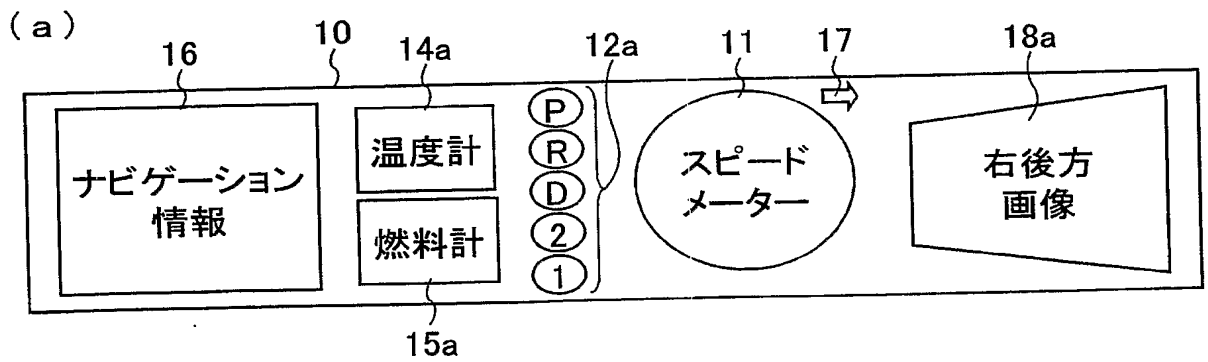 (a)
16
10
14a
12a
11
17
18a
ナビゲーション
情報
温度計
燃料計
P
R
D
2
1
スピード
メーター
右後方
画像
15a